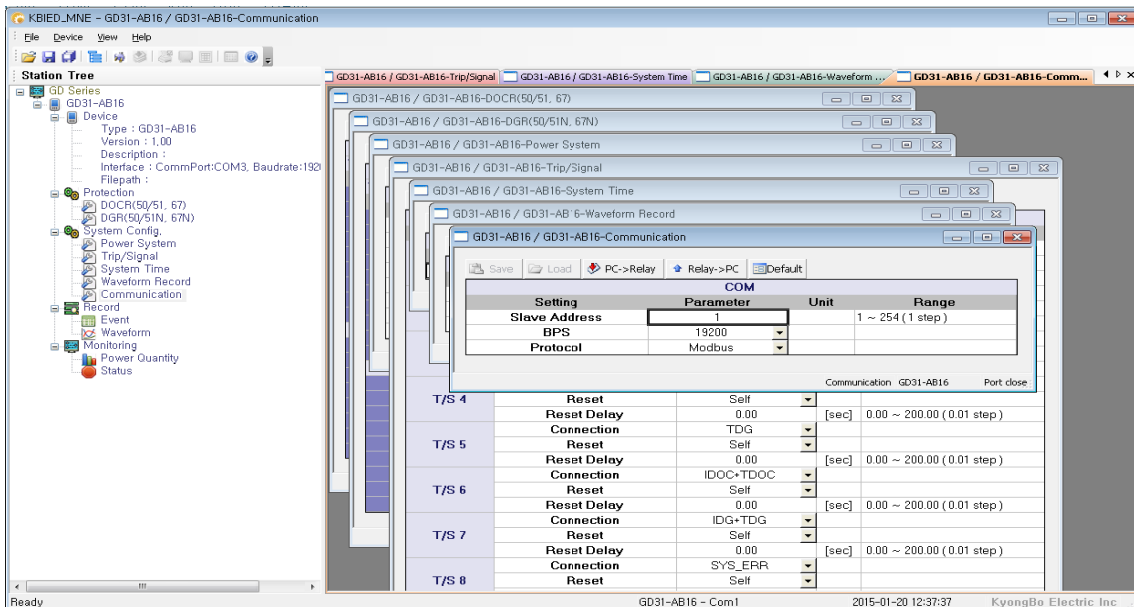 KBIED_MNE - GD31-AB16 / GD31-AB16-Communication
File Device View Help
Station Tree
GD Series
GD31-AB16
Device
Type : GD31-AB16
Version : 1,00
Description :
Interface : CommPort:COM3, Baudrate:1920
Filepath :
Protection
DOCR(50/51, 67)
DGR(50/51N, 67N)
System Config,
Power System
Trip/Signal
System Time
Waveform Record
Communication
Record
Event
Waveform
Monitoring
Power Quantity
Status
GD31-AB16 / GD31-AB16-Trip/Signal GD31-AB16 / GD31-AB16-System Time GD31-AB16 / GD31-AB16-Waveform ... GD31-AB16 / GD31-AB16-Comm...
GD31-AB16 / GD31-AB16-DOCR(50/51, 67)
GD31-AB16 / GD31-AB16-DGR(50/51N, 67N)
GD31-AB16 / GD31-AB16-Power System
GD31-AB16 / GD31-AB16-Trip/Signal
GD31-AB16 / GD31-AB16-System Time
GD31-AB16 / GD31-AB16-Waveform Record
GD31-AB16 / GD31-AB16-Communication
Save Load PC->Relay Relay->PC Default
COM
Setting Parameter Unit Range
Slave Address 1 1 ~ 254 ( 1 step )
BPS 19200
Protocol Modbus
Communication GD31-AB16 Port close
T/S 4 Reset Self
Reset Delay 0.00 [sec] 0.00 ~ 200.00 ( 0.01 step )
Connection TDG
T/S 5 Reset Self
Reset Delay 0.00 [sec] 0.00 ~ 200.00 ( 0.01 step )
Connection IDOC+TDOC
T/S 6 Reset Self
Reset Delay 0.00 [sec] 0.00 ~ 200.00 ( 0.01 step )
Connection IDG+TDG
T/S 7 Reset Self
Reset Delay 0.00 [sec] 0.00 ~ 200.00 ( 0.01 step )
Connection SYS_ERR
T/S 8 Reset Self
Ready GD31-AB16 - Com1 2015-01-20 12:37:37 KyongBo Electric Inc